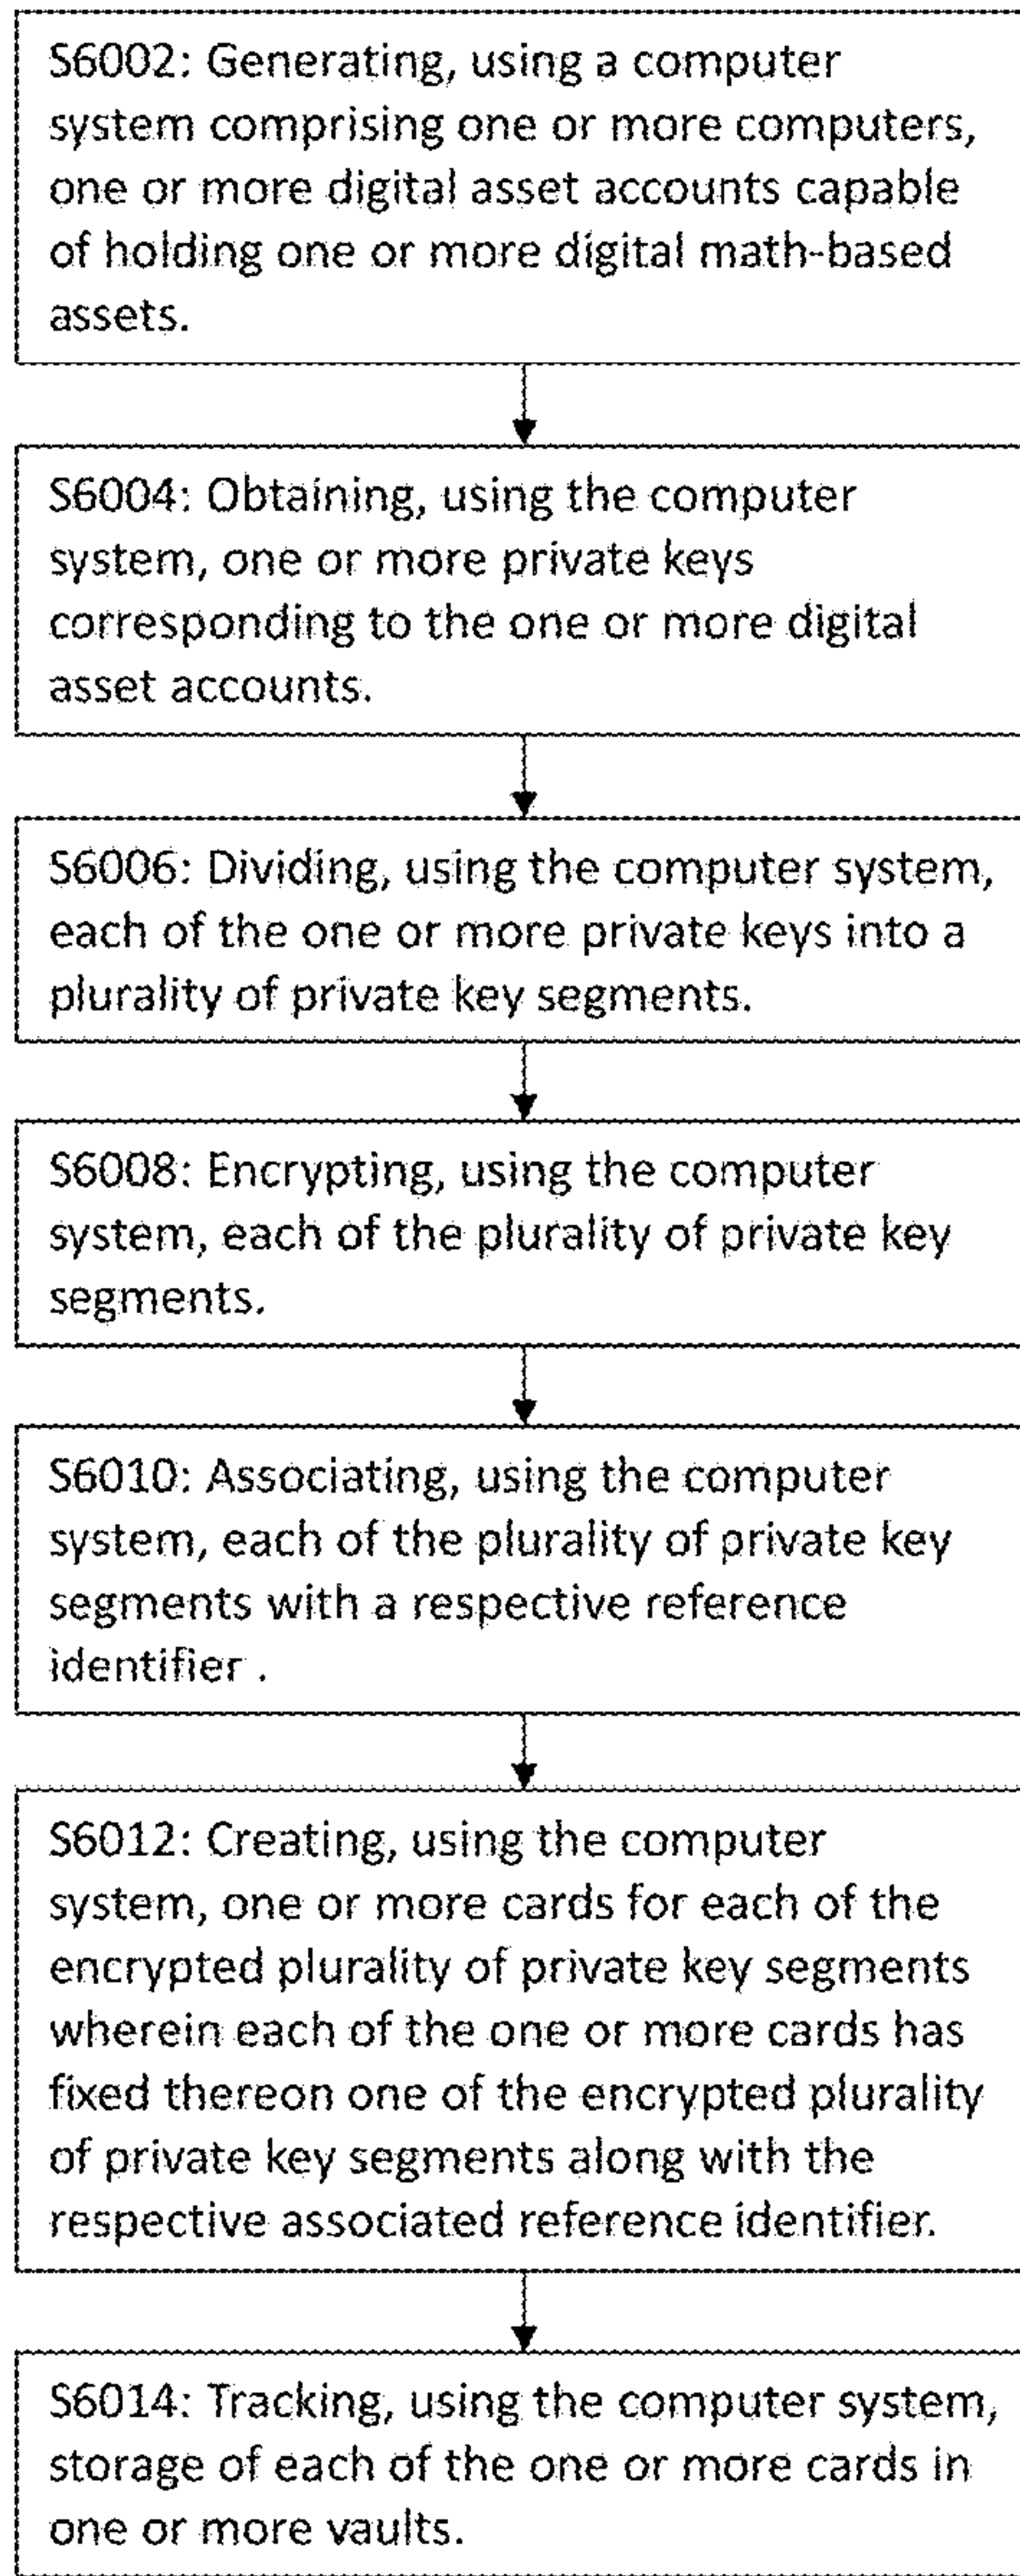 S6002: Generating, using a computer
system comprising one or more computers,
one or more digital asset accounts capable
of holding one or more digital math-based
assets.
S6004: Obtaining, using the computer
system, one or more private keys
corresponding to the one or more digital
asset accounts.
S6006: Dividing, using the computer system,
each of the one or more private keys into a
plurality of private key segments.
S6008: Encrypting, using the computer
system, each of the plurality of private key
segments.
S6010: Associating, using the computer
system, each of the plurality of private key
segments with a respective reference
identifier .
S6012: Creating, using the computer
system, one or more cards for each of the
encrypted plurality of private key segments
wherein each of the one or more cards has
fixed thereon one of the encrypted plurality
of private key segments along with the
respective associated reference identifier.
S6014: Tracking, using the computer system,
storage of each of the one or more cards in
one or more vaults.